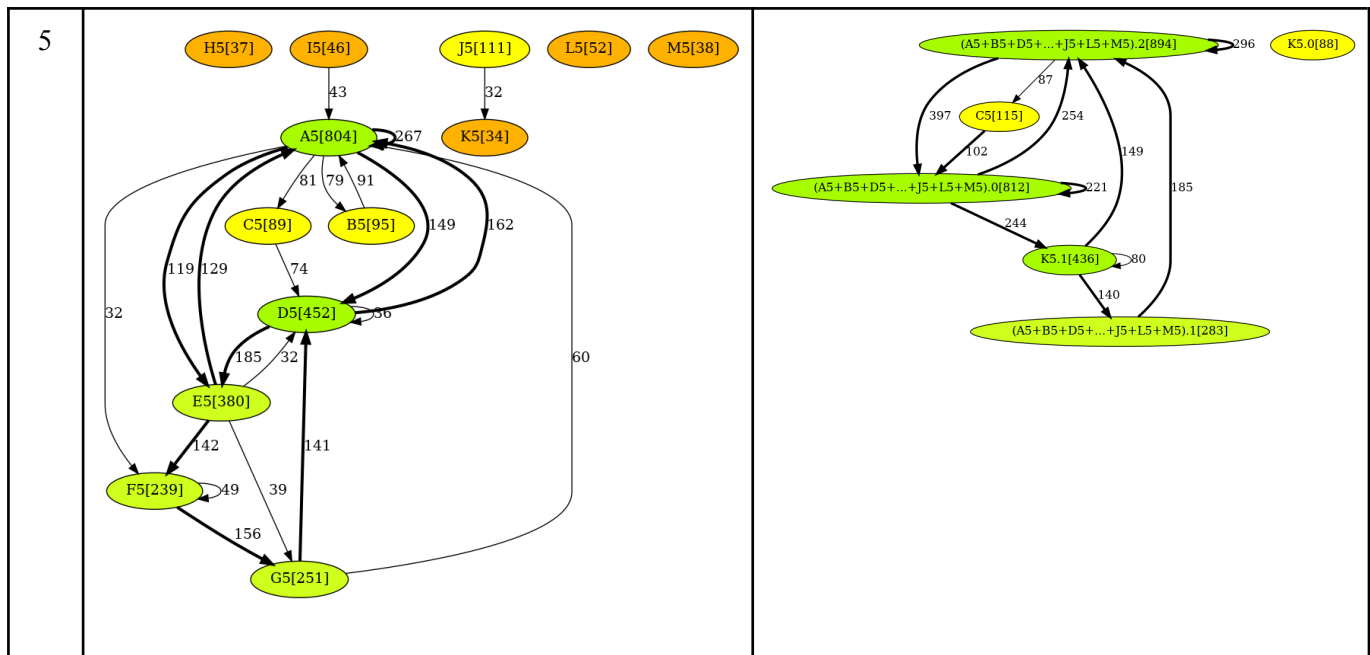 5
H5[37]
I5[46]
J5[111]
L5[52]
M5[38]
43
32
A5[804]
267
K5[34]
81
79
91
C5[89]
B5[95]
149
162
119
129
74
32
D5[452]
36
185
32
60
E5[380]
142
141
F5[239]
49
39
156
G5[251]
(A5+B5+D5+...+J5+L5+M5).2[894]
296
K5.0[88]
87
397
C5[115]
254
102
149
(A5+B5+D5+...+J5+L5+M5).0[812]
221
185
244
K5.1[436]
80
140
(A5+B5+D5+...+J5+L5+M5).1[283]